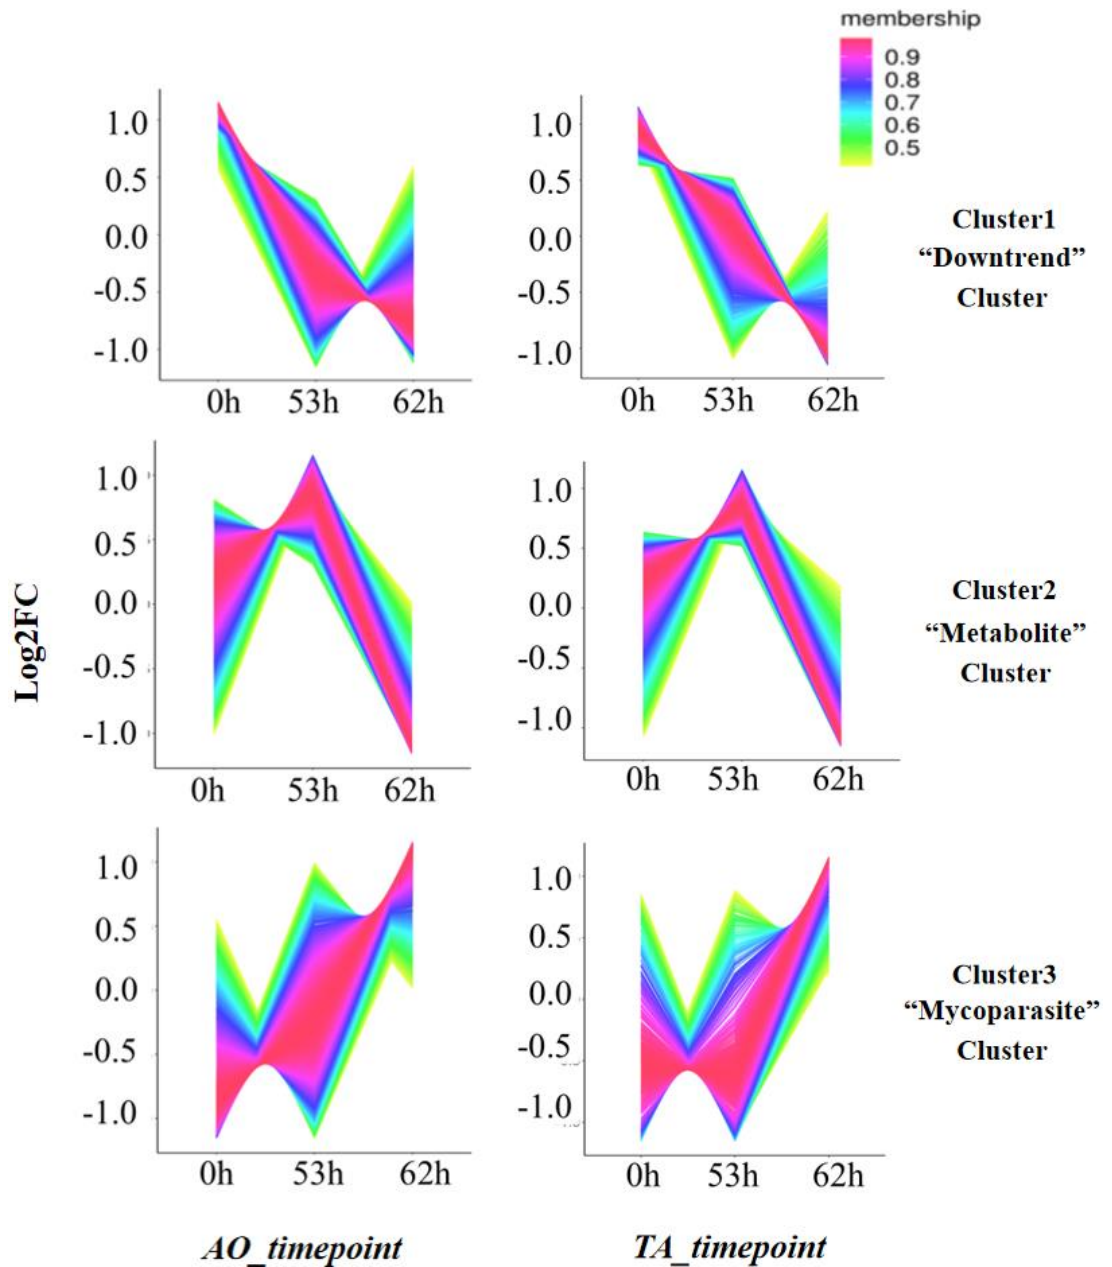 membership
0.9
0.8
0.7
0.6
0.5
1.0
0.5
0.0
-0.5
-1.0
0h 53h 62h
1.0
0.5
0.0
-0.5
-1.0
0h 53h 62h
Cluster1
“Downtrend”
Cluster
Log2FC
1.0
0.5
0.0
-0.5
-1.0
0h 53h 62h
1.0
0.5
0.0
-0.5
-1.0
0h 53h 62h
Cluster2
“Metabolite”
Cluster
1.0
0.5
0.0
-0.5
-1.0
0h 53h 62h
1.0
0.5
0.0
-0.5
-1.0
0h 53h 62h
Cluster3
“Mycoparasite”
Cluster
AO_timepoint
TA_timepoint